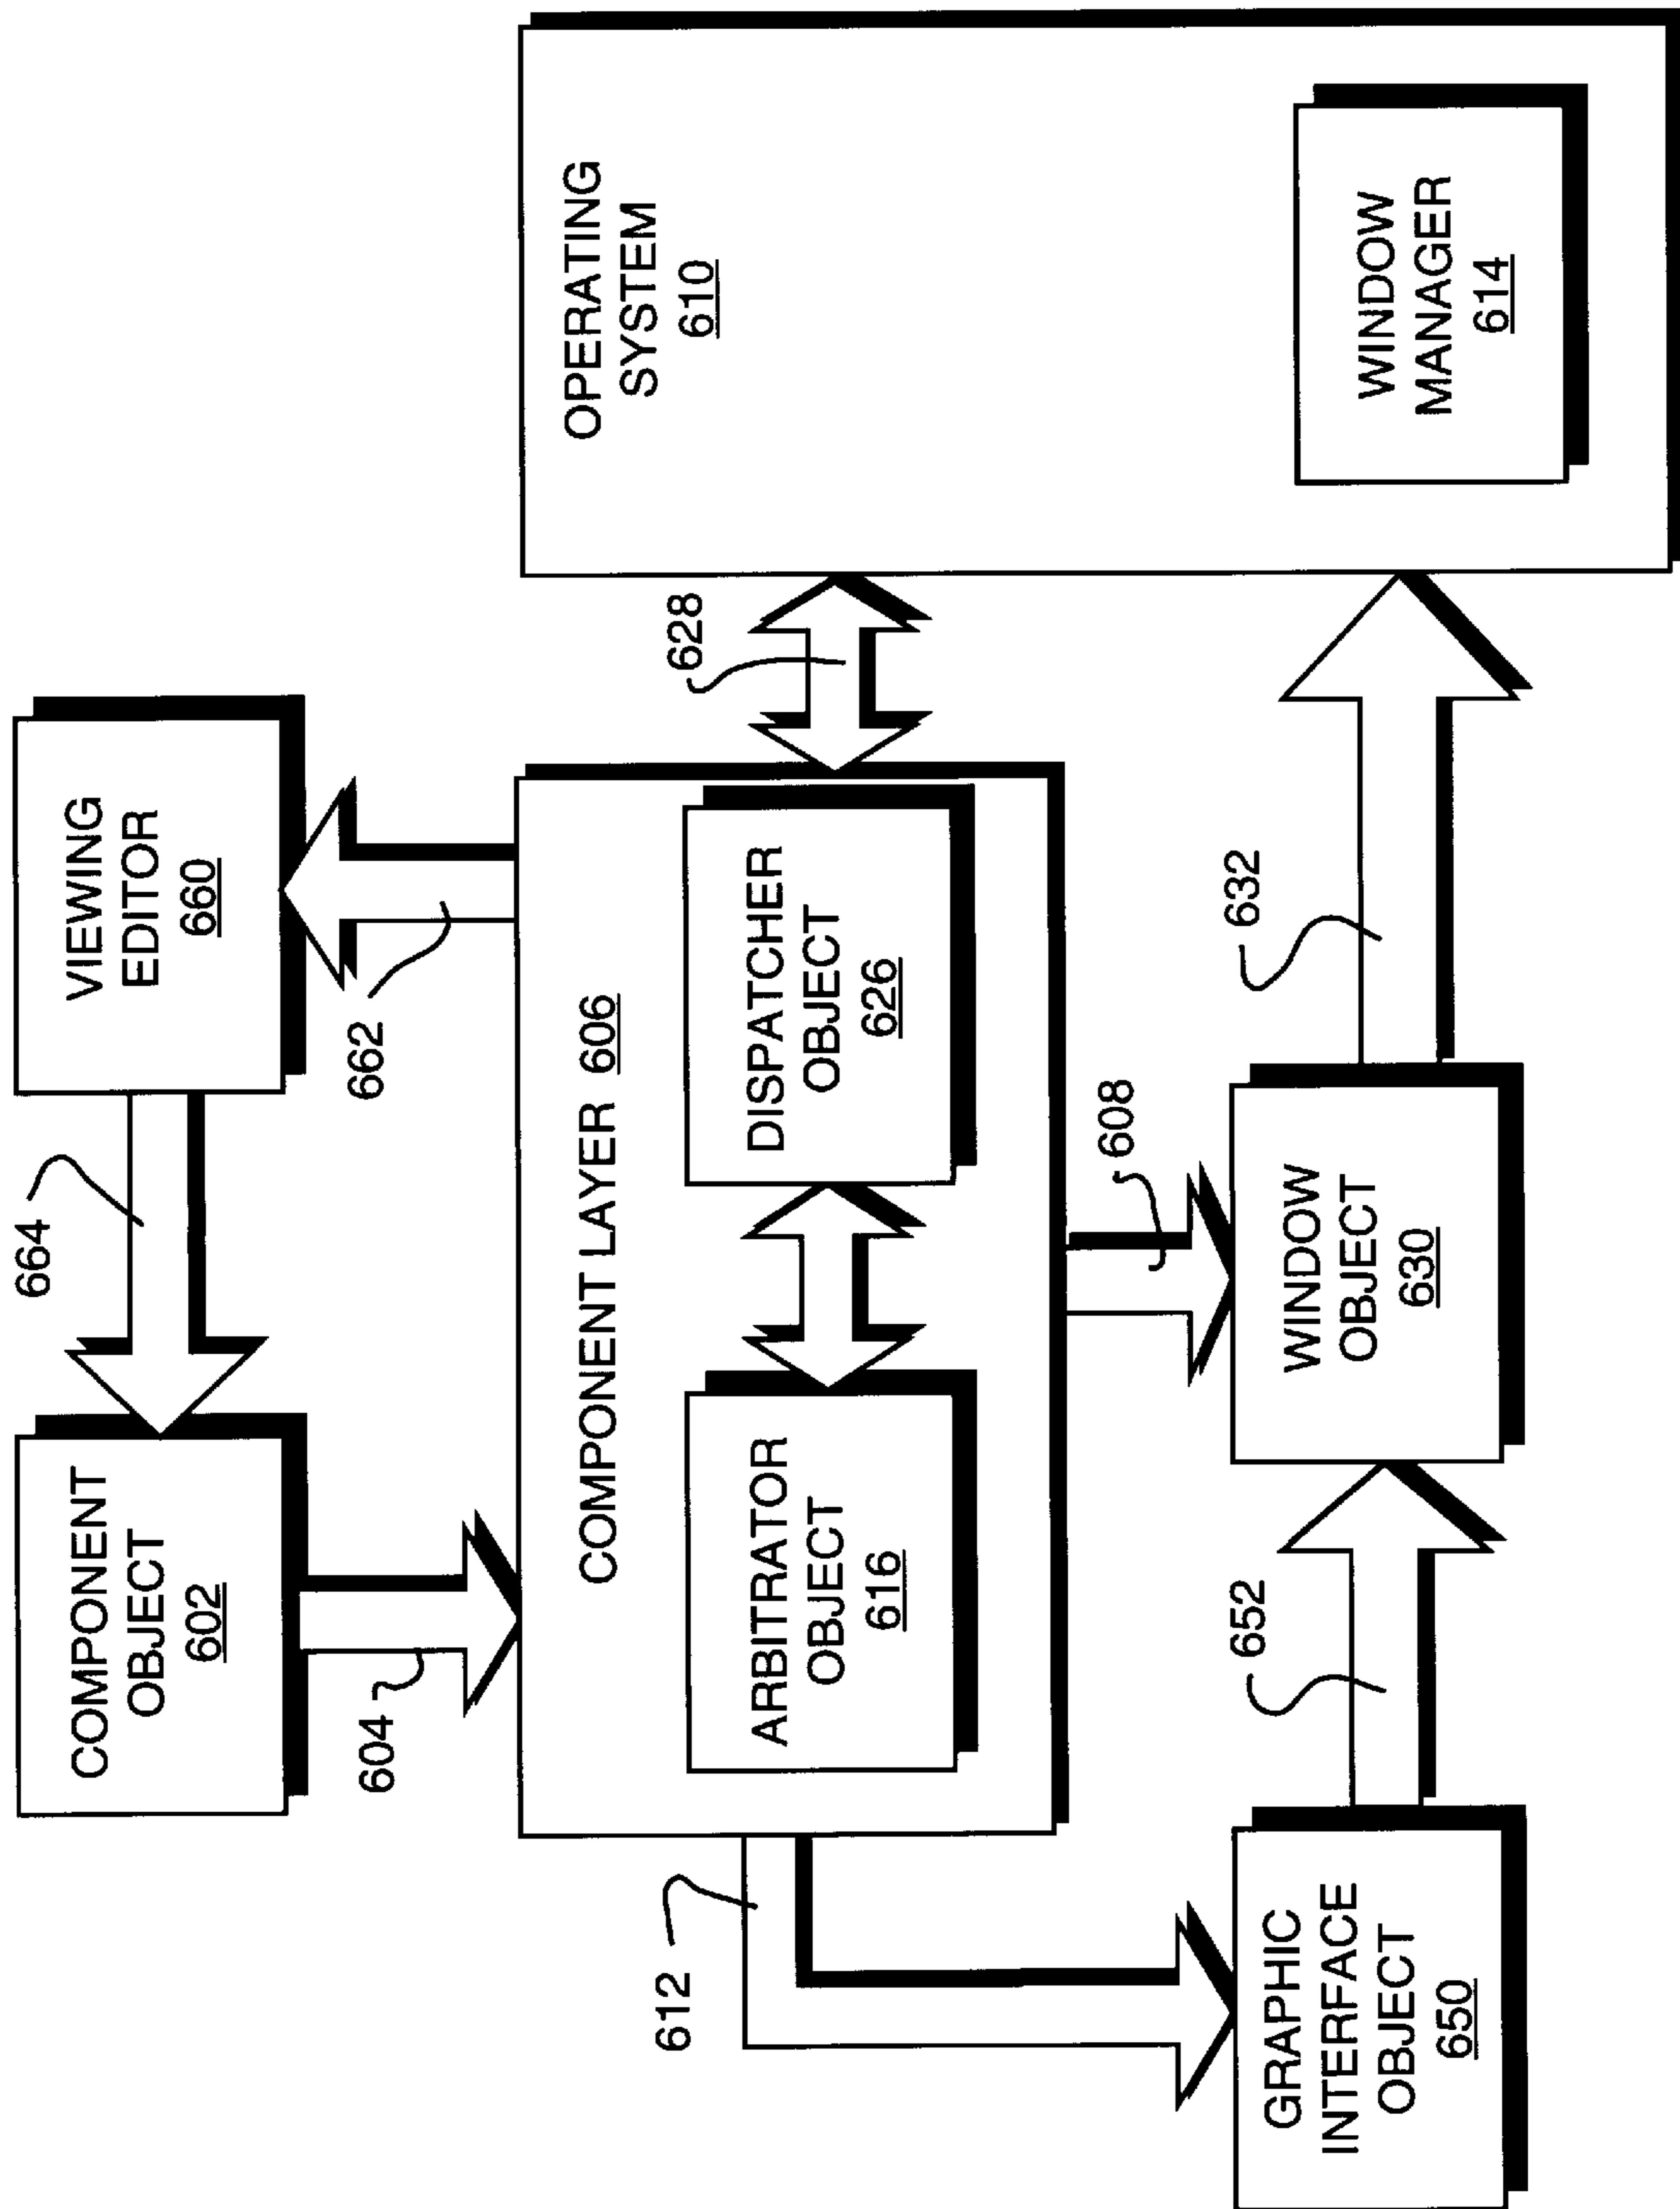 COMPONENT
OBJECT
602
664
VIEWING
EDITOR
660
604
662
COMPONENT LAYER 606
612
ARBITRATOR
OBJECT
616
DISPATCHER
OBJECT
626
628
OPERATING
SYSTEM
610
608
GRAPHIC
INTERFACE
OBJECT
650
652
WINDOW
OBJECT
630
632
WINDOW
MANAGER
614